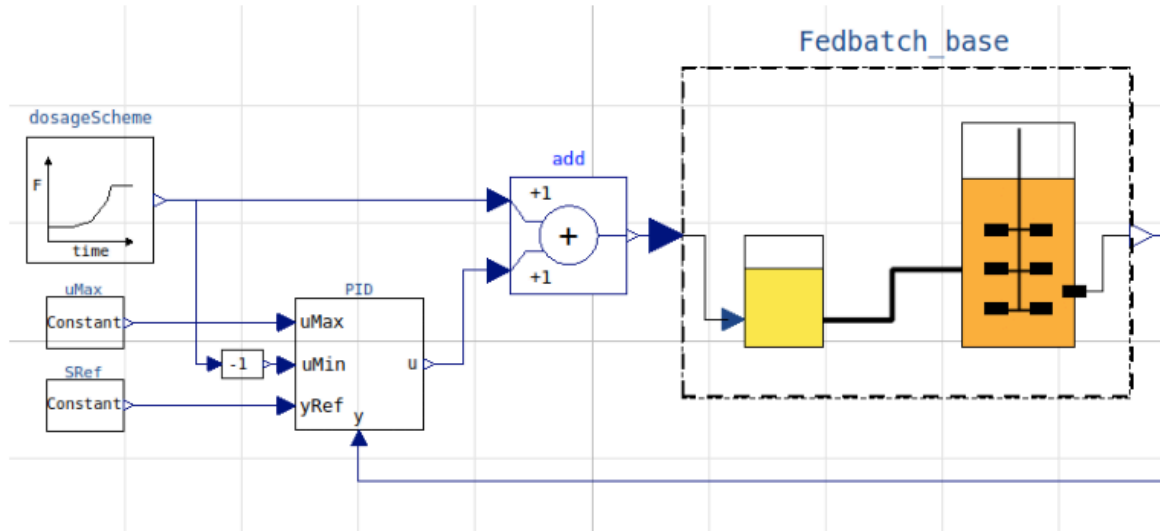 Fedbatch_base
dosageScheme
F
time
add
+1
+
+1
uMax
Constant
PID
uMax
-1
uMin
u
SRef
Constant
yRef
y